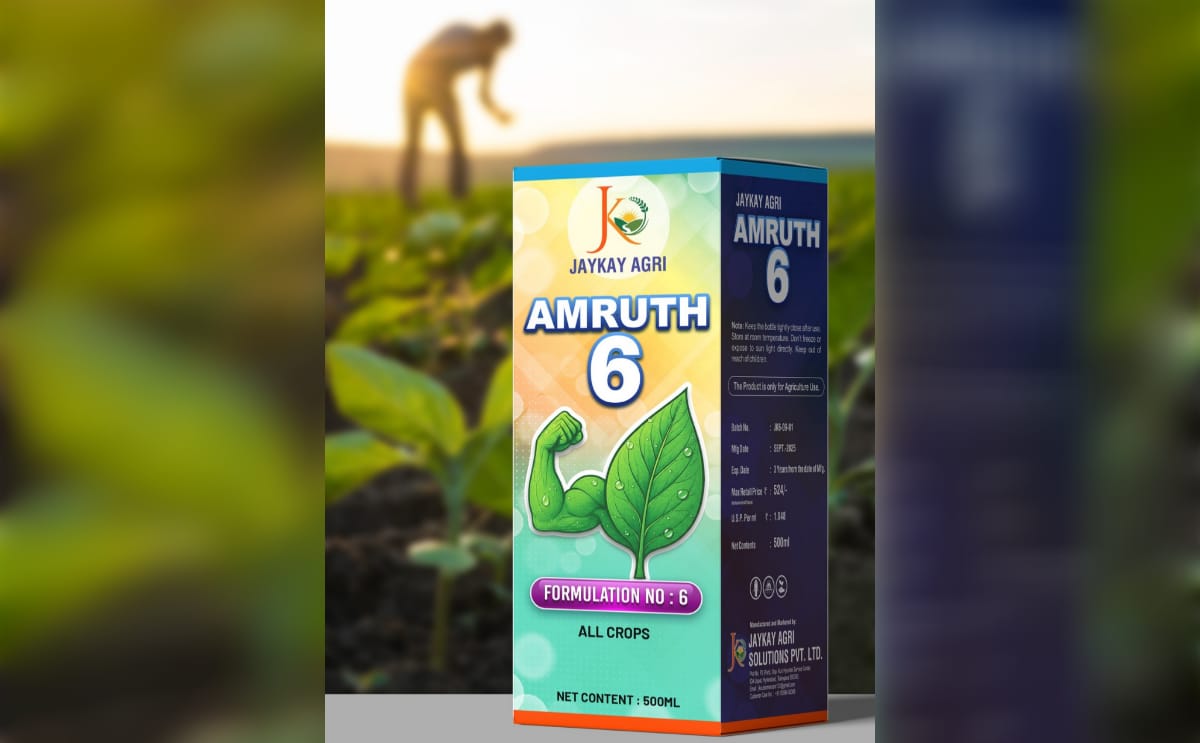 JK
JAYKAY AGRI
AMRUTH
6
FORMULATION NO : 6
ALL CROPS
NET CONTENT : 500ML
JAYKAY AGRI
AMRUTH
6
Note: Keep the bottle tightly close after use.
Store at room temperature. Don't freeze or
expose to sun light directly. Keep out of
reach of children.
The Product is only for Agriculture Use.
Batch No. :
Mfg Date : SEPT.-2025
Exp. Date : 2 Years from the date of Mfg.
Max Retail Price ₹ : 524/-
U.S.P. Per ml ₹ : 1.048
Net Contents : 500ml
Manufactured and Marketed by:
JAYKAY AGRI
SOLUTIONS PVT. LTD.